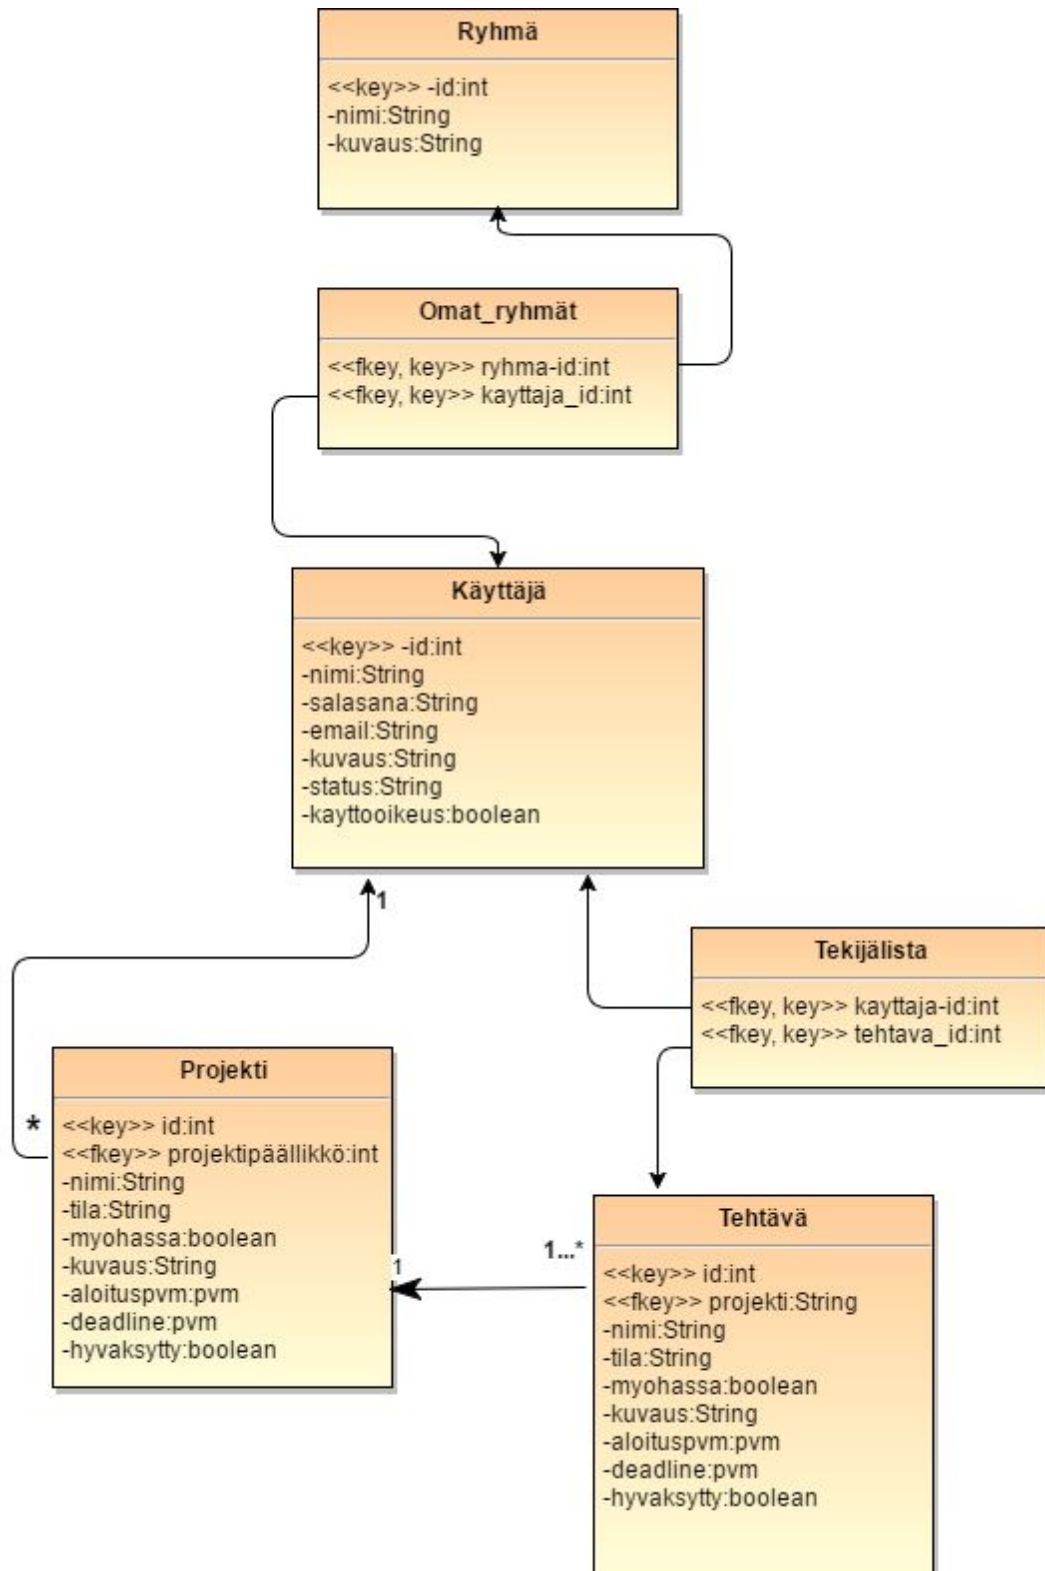 Ryhmä
<<key>> -id:int
-nimi:String
-kuvaus:String
Omat_ryhmät
<<fkey, key>> ryhma-id:int
<<fkey, key>> kayttaja_id:int
Käyttäjä
<<key>> -id:int
-nimi:String
-salasana:String
-email:String
-kuvaus:String
-status:String
-kayttooikeus:boolean
1
Tekijälista
<<fkey, key>> kayttaja-id:int
<<fkey, key>> tehtava_id:int
Projekti
*
<<key>> id:int
<<fkey>> projektipäällikkö:int
-nimi:String
-tila:String
-myohassa:boolean
-kuvaus:String
-aloituspvm:pvm
-deadline:pvm
-hyvaksytty:boolean
1
1...*
Tehtävä
<<key>> id:int
<<fkey>> projekti:String
-nimi:String
-tila:String
-myohassa:boolean
-kuvaus:String
-aloituspvm:pvm
-deadline:pvm
-hyvaksytty:boolean